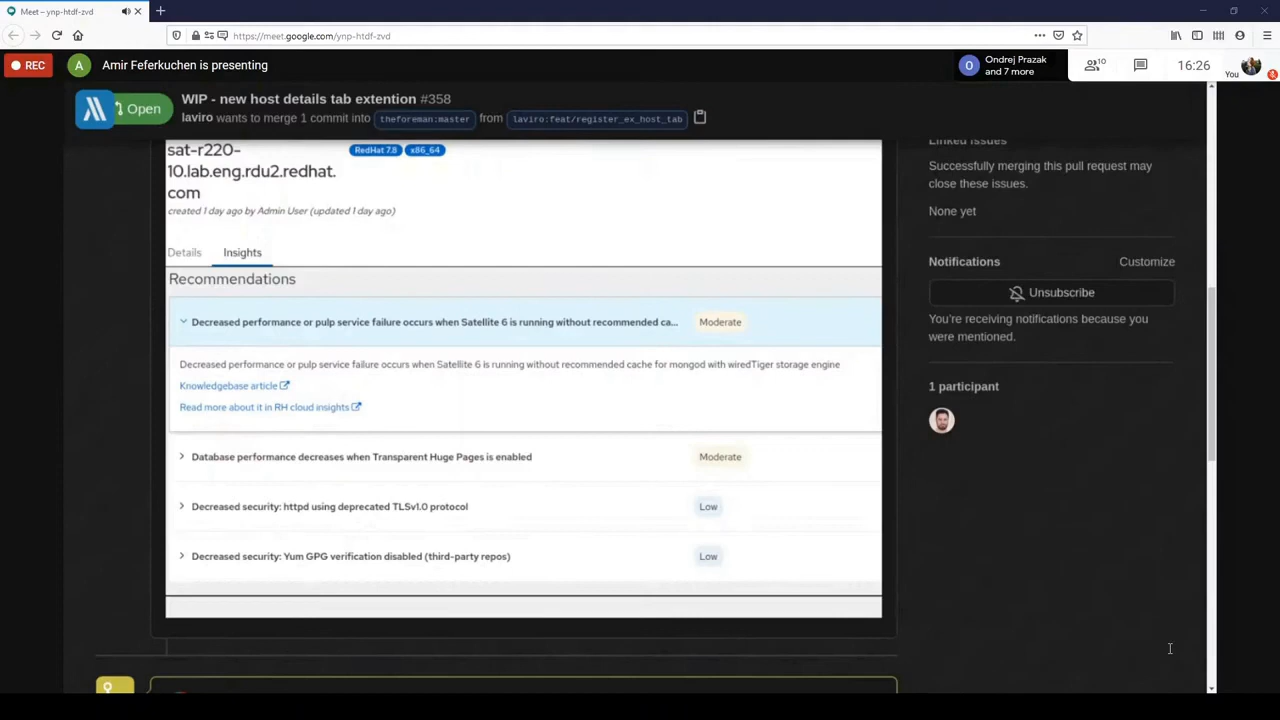 Meet – ynp-htdf-zvd
https://meet.google.com/ynp-htdf-zvd
REC
A
Amir Feferkuchen is presenting
O
Ondrej Prazak
and 7 more
10
16:26
You
Open
WIP - new host details tab extention #358
laviro wants to merge 1 commit into theforeman:master from laviro:feat/register_ex_host_tab
sat-r220-
10.lab.eng.rdu2.redhat.
com
RedHat 7.8
x86_64
created 1 day ago by Admin User (updated 1 day ago)
Details
Insights
Recommendations
Decreased performance or pulp service failure occurs when Satellite 6 is running without recommended ca...
Moderate
Decreased performance or pulp service failure occurs when Satellite 6 is running without recommended cache for mongod with wiredTiger storage engine
Knowledgebase article
Read more about it in RH cloud insights
Database performance decreases when Transparent Huge Pages is enabled
Moderate
Decreased security: httpd using deprecated TLSv1.0 protocol
Low
Decreased security: Yum GPG verification disabled (third-party repos)
Low
Linked issues
Successfully merging this pull request may
close these issues.
None yet
Notifications
Customize
Unsubscribe
You're receiving notifications because you
were mentioned.
1 participant